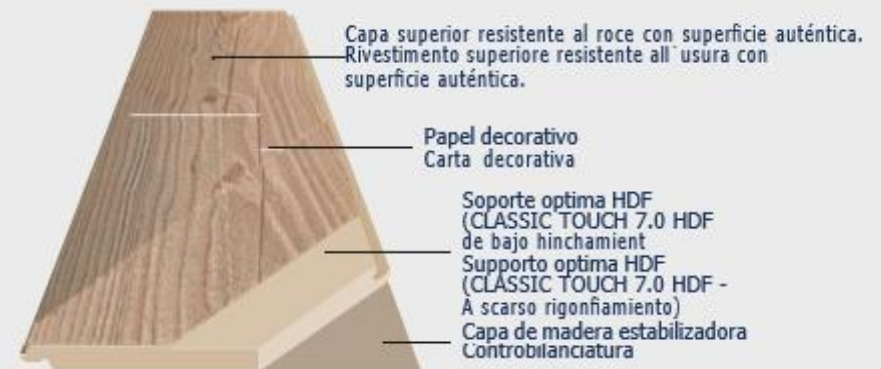 Capa superior resistente al roce con superficie auténtica.
Rivestimento superiore resistente all`usura con
superficie auténtica.
Papel decorativo
Carta decorativa
Soporte optima HDF
(CLASSIC TOUCH 7.0 HDF
de bajo hinchamient
Supporto optima HDF
(CLASSIC TOUCH 7.0 HDF -
A scarso rigonfiamiento)
Capa de madera estabilizadora
Controbilanciatura